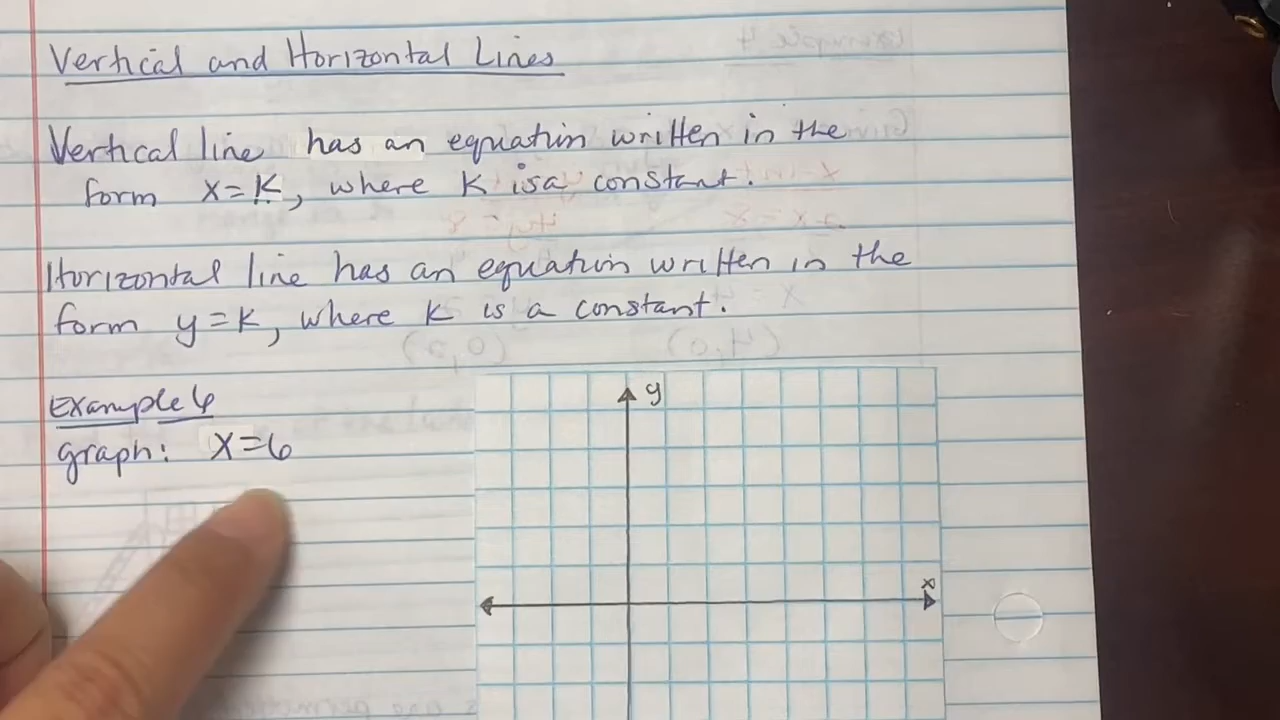 Vertical and Horizontal Lines
Vertical line has an equation written in the
form x=K, where K is a constant.
Horizontal line has an equation written in the
form y=K, where K is a constant.
Example 6
graph: x=6
y
x